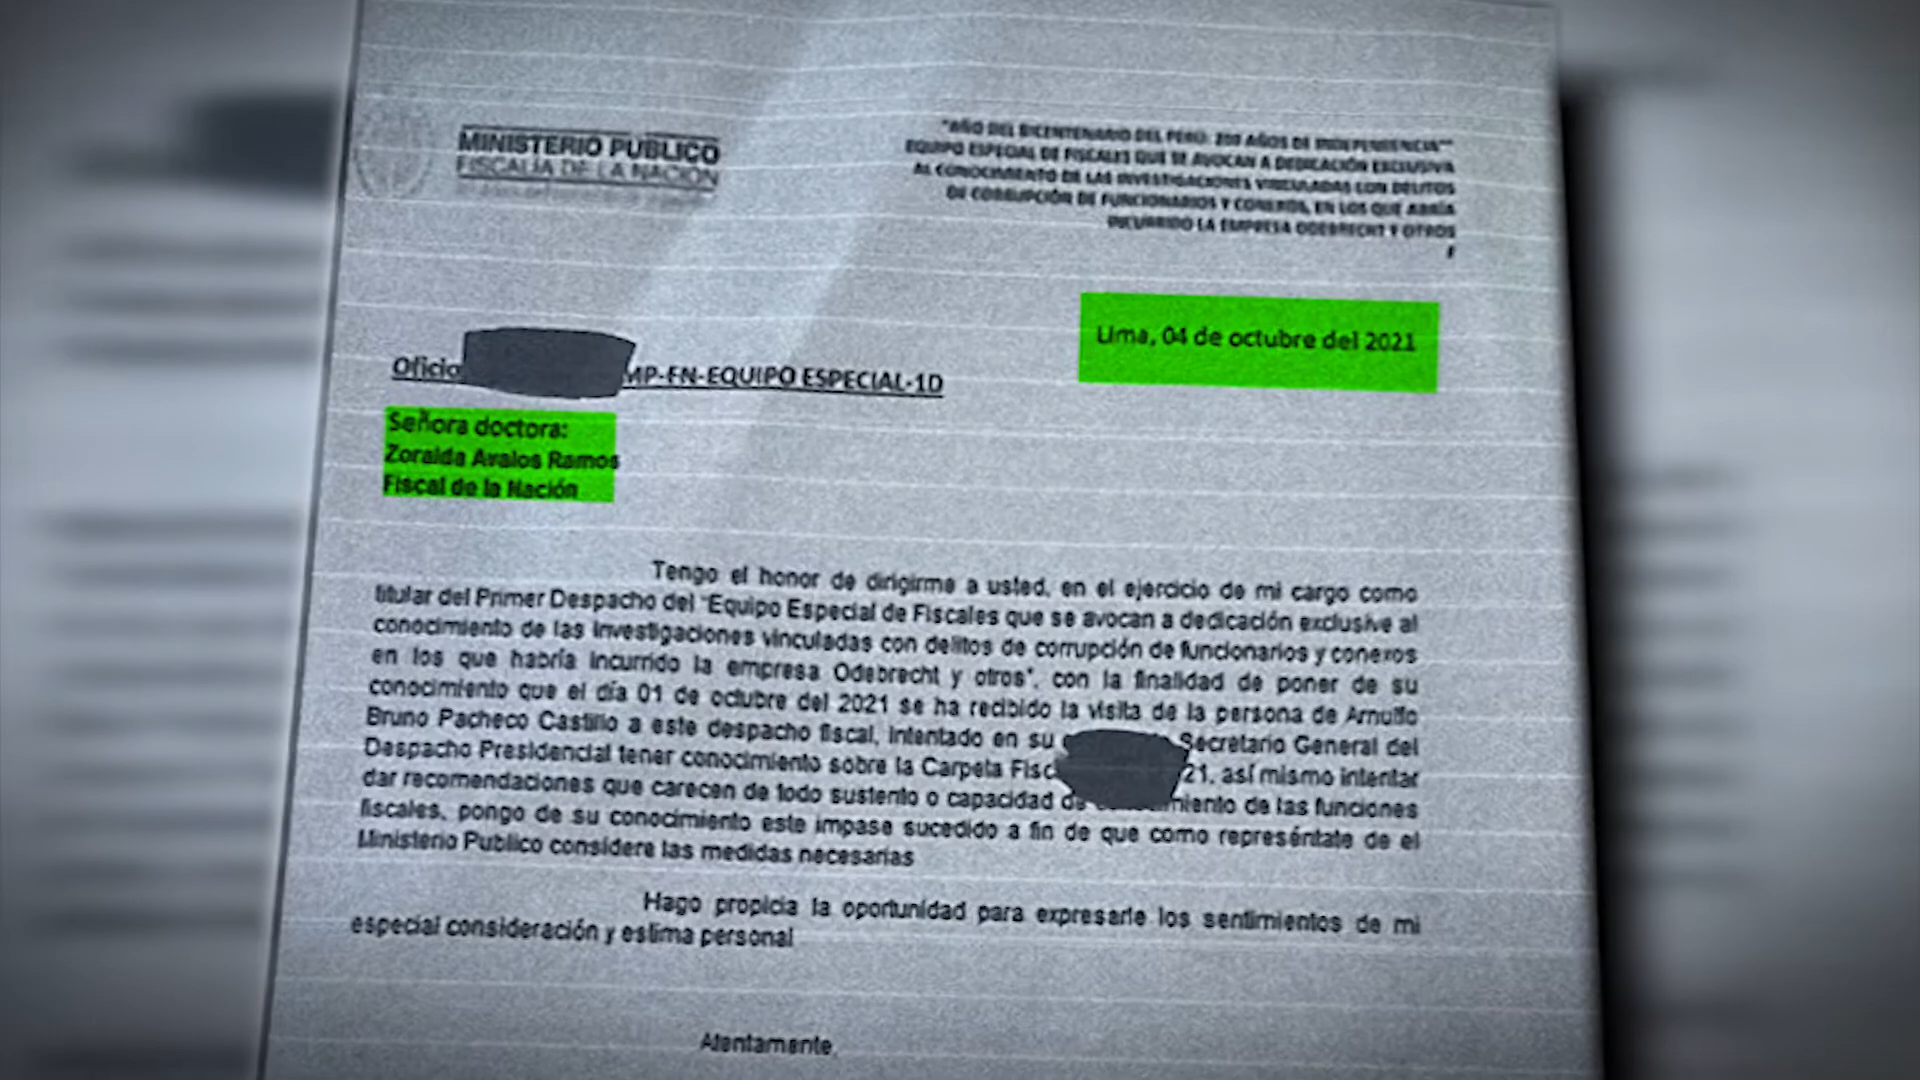 MINISTERIO PUBLICO
FISCALÍA DE LA NACIÓN
"AÑO DEL BICENTENARIO DEL PERÚ: 200 AÑOS DE INDEPENDENCIA"
EQUIPO ESPECIAL DE FISCALES QUE SE AVOCAN A DEDICACIÓN EXCLUSIVA
AL CONOCIMIENTO DE LAS INVESTIGACIONES VINCULADAS CON DELITOS
DE CORRUPCIÓN DE FUNCIONARIOS Y CONEXOS, EN LOS QUE HABRÍA
INCURRIDO LA EMPRESA ODEBRECHT Y OTROS
Lima, 04 de octubre del 2021
Oficio MP-FN-EQUIPO ESPECIAL-1D
Señora doctora:
Zoraida Avalos Ramos
Fiscal de la Nación
Tengo el honor de dirigirme a usted, en el ejercicio de mi cargo como
titular del Primer Despacho del "Equipo Especial de Fiscales que se avocan a dedicación exclusive al
conocimiento de las investigaciones vinculadas con delitos de corrupción de funcionarios y conexos
en los que habría incurrido la empresa Odebrecht y otros", con la finalidad de poner de su
conocimiento que el día 01 de octubre del 2021 se ha recibido la visita de la persona de Arnulfo
Bruno Pacheco Castillo a este despacho fiscal, intentado en su Secretario General del
Despacho Presidencial tener conocimiento sobre la Carpeta Fisc 21, así mismo intentar
dar recomendaciones que carecen de todo sustento o capacidad de miento de las funciones
fiscales, pongo de su conocimiento este impase sucedido a fin de que como represéntate de el
Ministerio Publico considere las medidas necesarias
Hago propicia la oportunidad para expresarle los sentimientos de mi
especial consideración y estima personal
Atentamente